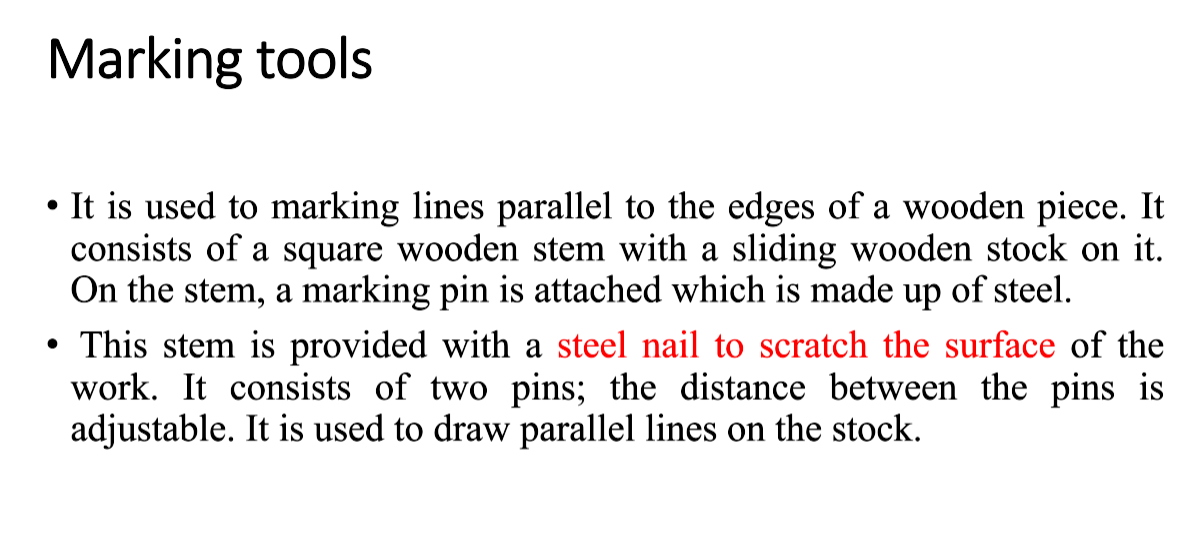 Marking tools
• It is used to marking lines parallel to the edges of a wooden piece. It
consists of a square wooden stem with a sliding wooden stock on it.
On the stem, a marking pin is attached which is made up of steel.
• This stem is provided with a steel nail to scratch the surface of the
work. It consists of two pins; the distance between the pins is
adjustable. It is used to draw parallel lines on the stock.